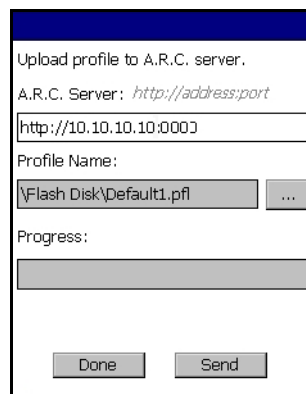 Upload profile to A.R.C. server.
A.R.C. Server: http://address:port
http://10.10.10.10:0000
Profile Name:
\Flash Disk\Default1.pfl
...
Progress:
Done
Send